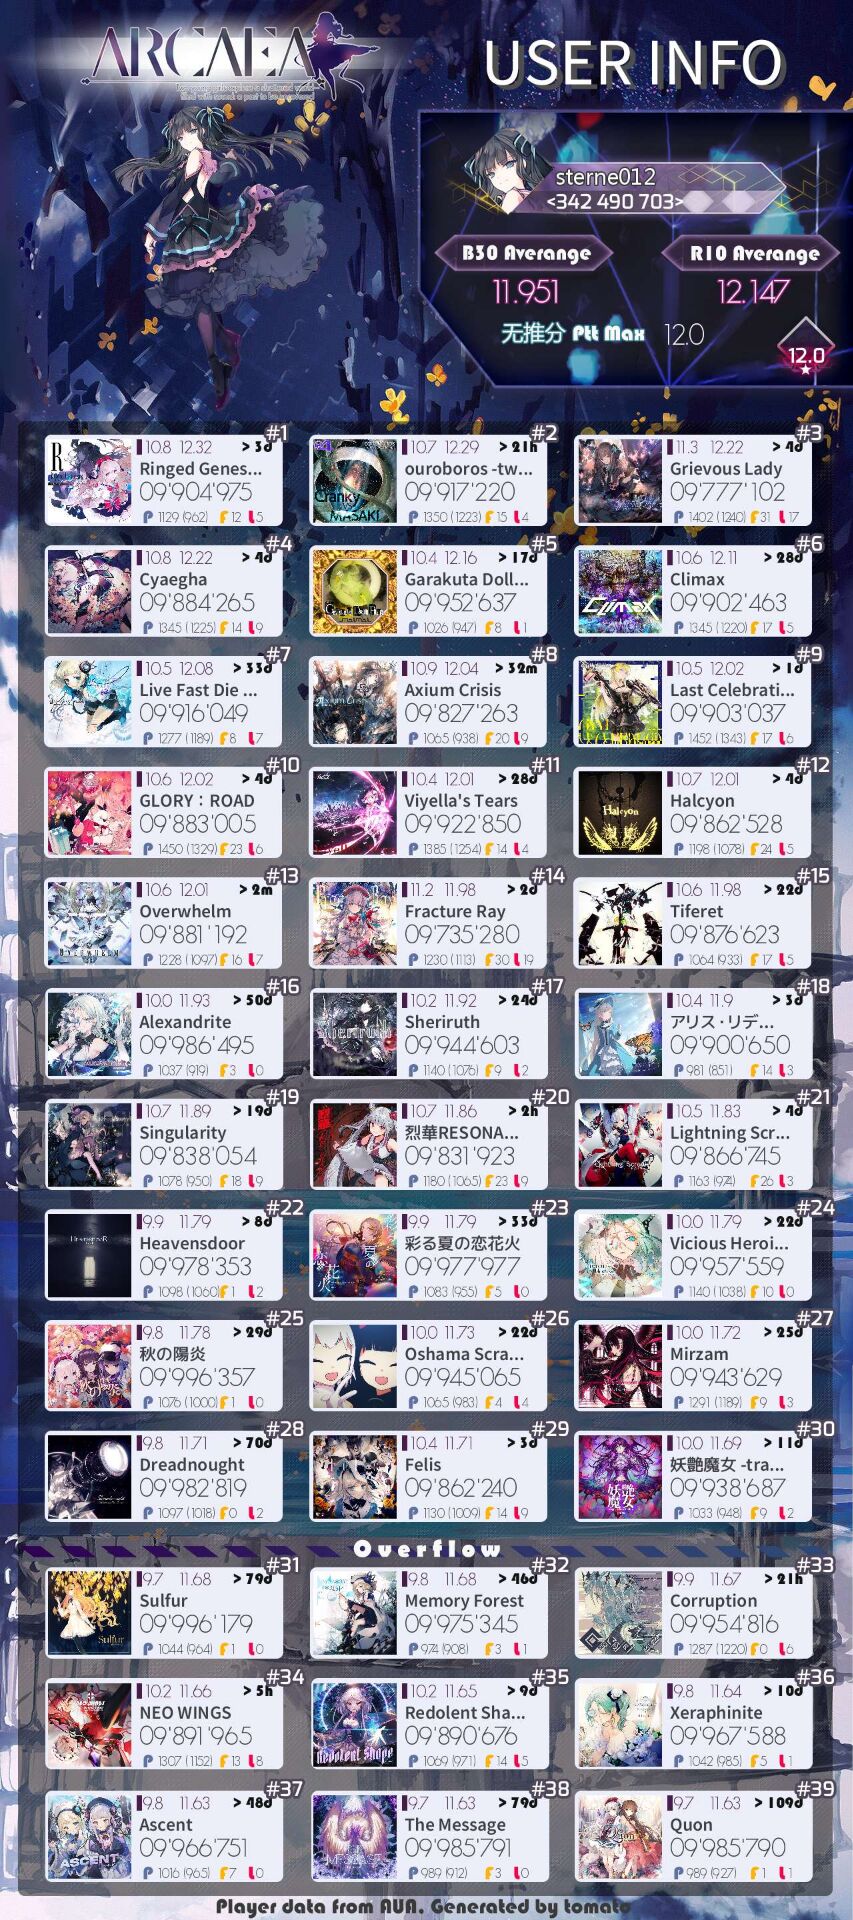 ARCAEA
USER INFO
sterne012
<342 490 703>
B30 Averange
R10 Averange
11.951
12.147
无推分 Ptt Max 12.0
12.0
#1
10.8 12.32 > 3d
Ringed Genes...
09'904'975
P 1129 (962) F 12 L 5
#2
10.7 12.29 > 21h
ouroboros -tw...
09'917'220
P 1350 (1223) F 15 L 4
#3
11.3 12.22 > 4d
Grievous Lady
09'777'102
P 1402 (1240) F 31 L 17
#4
10.8 12.22 > 4d
Cyaegha
09'884'265
P 1345 (1225) F 14 L 9
#5
10.4 12.16 > 17d
Garakuta Doll...
09'952'637
P 1026 (947) F 8 L 1
#6
10.6 12.11 > 28d
Climax
09'902'463
P 1345 (1220) F 17 L 5
#7
10.5 12.08 > 33d
Live Fast Die ...
09'916'049
P 1277 (1189) F 8 L 7
#8
10.9 12.04 > 32m
Axium Crisis
09'827'263
P 1065 (938) F 20 L 9
#9
10.5 12.02 > 1d
Last Celebrati...
09'903'037
P 1452 (1343) F 17 L 6
#10
10.6 12.02 > 4d
GLORY：ROAD
09'883'005
P 1450 (1329) F 23 L 6
#11
10.4 12.01 > 28d
Viyella's Tears
09'922'850
P 1385 (1254) F 14 L 4
#12
10.7 12.01 > 4d
Halcyon
09'862'528
P 1198 (1078) F 24 L 5
#13
10.6 12.01 > 2m
Overwhelm
09'881'192
P 1228 (1097) F 16 L 7
#14
11.2 11.98 > 2d
Fracture Ray
09'735'280
P 1230 (1113) F 30 L 19
#15
10.6 11.98 > 22d
Tiferet
09'876'623
P 1064 (933) F 17 L 5
#16
10.0 11.93 > 50d
Alexandrite
09'986'495
P 1037 (919) F 3 L 0
#17
10.2 11.92 > 24d
Sheriruth
09'944'603
P 1140 (1076) F 9 L 2
#18
10.4 11.9 > 3d
アリス・リデ...
09'900'650
P 981 (851) F 14 L 3
#19
10.7 11.89 > 19d
Singularity
09'838'054
P 1078 (950) F 18 L 9
#20
10.7 11.86 > 2h
烈華RESONA...
09'831'923
P 1180 (1065) F 23 L 9
#21
10.5 11.83 > 4d
Lightning Scr...
09'866'745
P 1163 (974) F 26 L 3
#22
9.9 11.79 > 8d
Heavensdoor
09'978'353
P 1098 (1060) F 1 L 2
#23
9.9 11.79 > 33d
彩る夏の恋花火
09'977'977
P 1083 (955) F 5 L 0
#24
10.0 11.79 > 22d
Vicious Heroi...
09'957'559
P 1140 (1038) F 10 L 0
#25
9.8 11.78 > 29d
秋の陽炎
09'996'357
P 1076 (1000) F 1 L 0
#26
10.0 11.73 > 22d
Oshama Scra...
09'945'065
P 1065 (983) F 4 L 4
#27
10.0 11.72 > 25d
Mirzam
09'943'629
P 1291 (1189) F 9 L 3
#28
9.8 11.71 > 70d
Dreadnought
09'982'819
P 1097 (1018) F 0 L 2
#29
10.4 11.71 > 3d
Felis
09'862'240
P 1130 (1009) F 14 L 9
#30
10.0 11.69 > 11d
妖艶魔女 -tra...
09'938'687
P 1033 (948) F 9 L 2
Overflow
#31
9.7 11.68 > 79d
Sulfur
09'996'179
P 1044 (964) F 1 L 0
#32
9.8 11.68 > 46d
Memory Forest
09'975'345
P 974 (908) F 3 L 1
#33
9.9 11.67 > 21h
Corruption
09'954'816
P 1287 (1220) F 0 L 6
#34
10.2 11.66 > 5h
NEO WINGS
09'891'965
P 1307 (1152) F 13 L 8
#35
10.2 11.65 > 9d
Redolent Sha...
09'890'676
P 1069 (971) F 14 L 5
#36
9.8 11.64 > 10d
Xeraphinite
09'967'588
P 1042 (985) F 5 L 1
#37
9.8 11.63 > 48d
Ascent
09'966'751
P 1016 (965) F 7 L 0
#38
9.7 11.63 > 79d
The Message
09'985'791
P 989 (912) F 3 L 0
#39
9.7 11.63 > 109d
Quon
09'985'790
P 989 (927) F 1 L 1
Player data from AUA. Generated by tomato